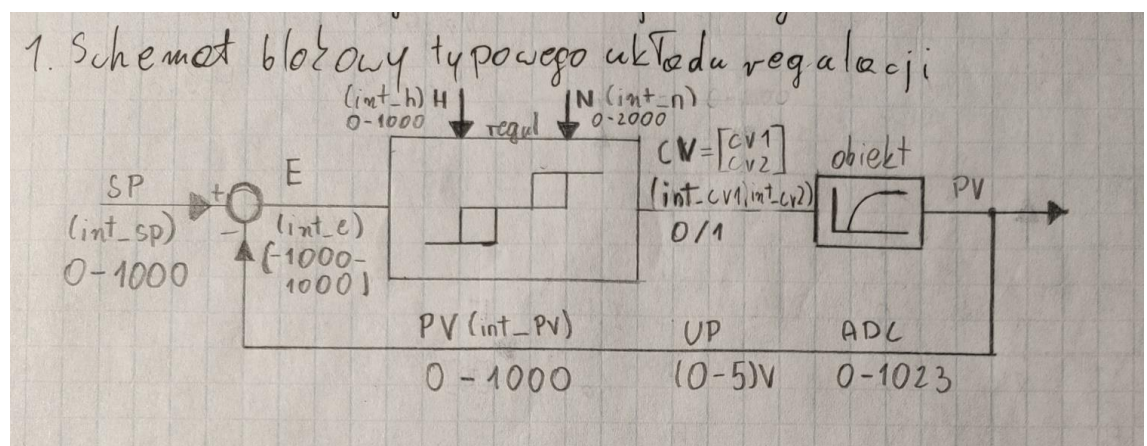 1. Schemat blokowy typowego układu regulacji
(int_h) H
0-1000
N (int_n)
0-2000
regul
CV=[cv1
cv2]
obiekt
SP
+
E
(int_cv1,int_cv2)
PV
(int_sp)
-
(int_e)
0/1
0-1000
(-1000-
1000)
PV (int_PV)
UP
ADC
0-1000
(0-5)V
0-1023